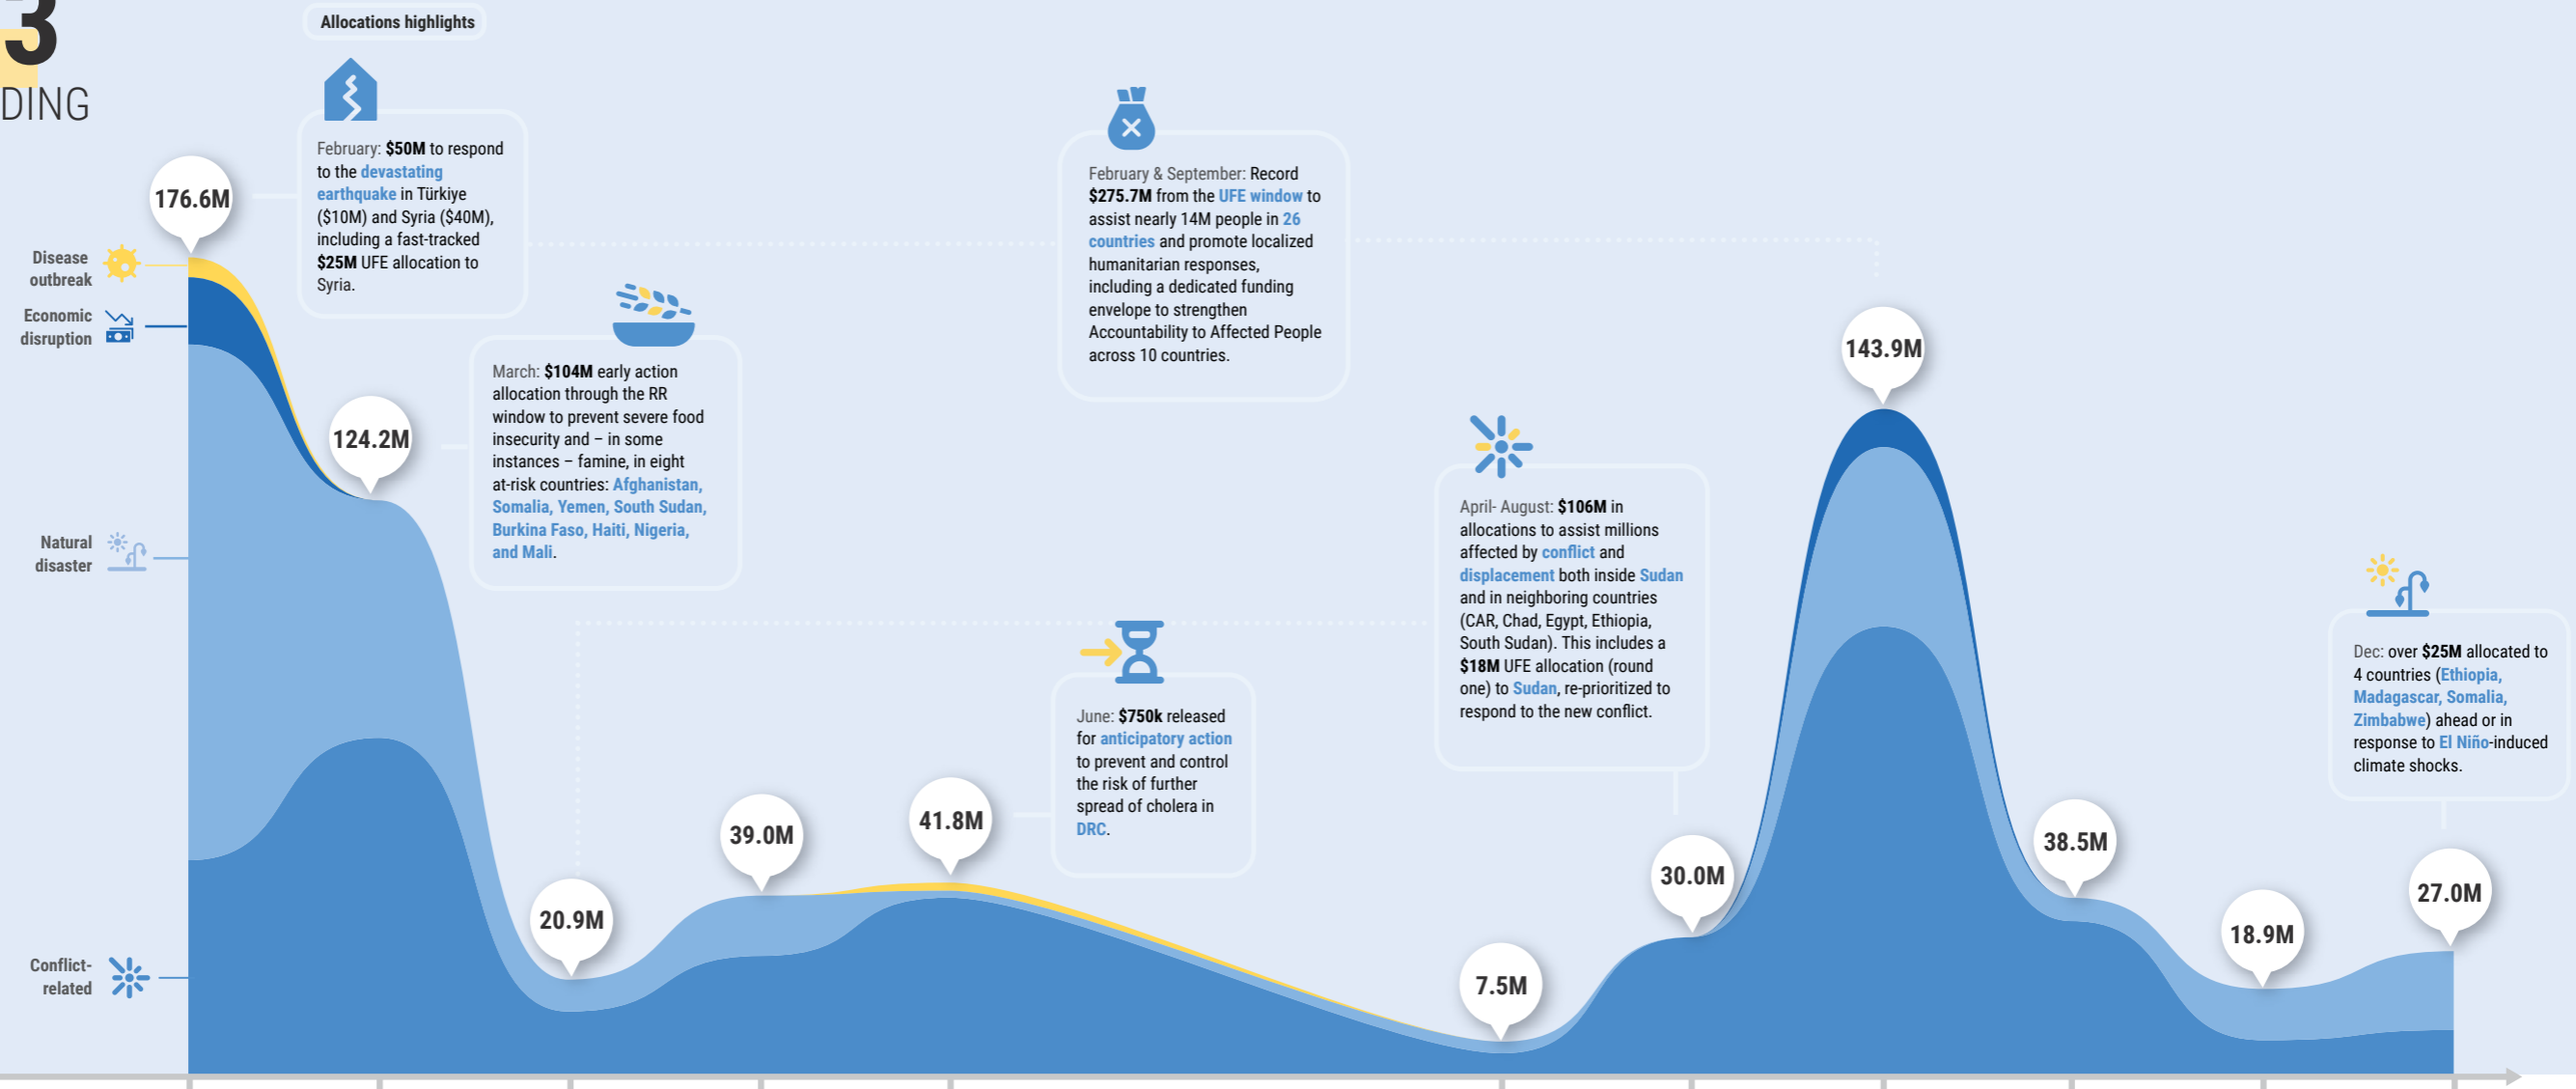 3
DING
Allocations highlights
February: $50M to respond
to the devastating
earthquake in Türkiye
($10M) and Syria ($40M),
including a fast-tracked
$25M UFE allocation to
Syria.
February & September: Record
$275.7M from the UFE window to
assist nearly 14M people in 26
countries and promote localized
humanitarian responses,
including a dedicated funding
envelope to strengthen
Accountability to Affected People
across 10 countries.
176.6M
Disease
outbreak
Economic
disruption
Natural
disaster
Conflict-
related
124.2M
March: $104M early action
allocation through the RR
window to prevent severe food
insecurity and – in some
instances – famine, in eight
at-risk countries: Afghanistan,
Somalia, Yemen, South Sudan,
Burkina Faso, Haiti, Nigeria,
and Mali.
20.9M
39.0M
41.8M
June: $750k released
for anticipatory action
to prevent and control
the risk of further
spread of cholera in
DRC.
7.5M
April- August: $106M in
allocations to assist millions
affected by conflict and
displacement both inside Sudan
and in neighboring countries
(CAR, Chad, Egypt, Ethiopia,
South Sudan). This includes a
$18M UFE allocation (round
one) to Sudan, re-prioritized to
respond to the new conflict.
30.0M
143.9M
38.5M
18.9M
Dec: over $25M allocated to
4 countries (Ethiopia,
Madagascar, Somalia,
Zimbabwe) ahead or in
response to El Niño-induced
climate shocks.
27.0M